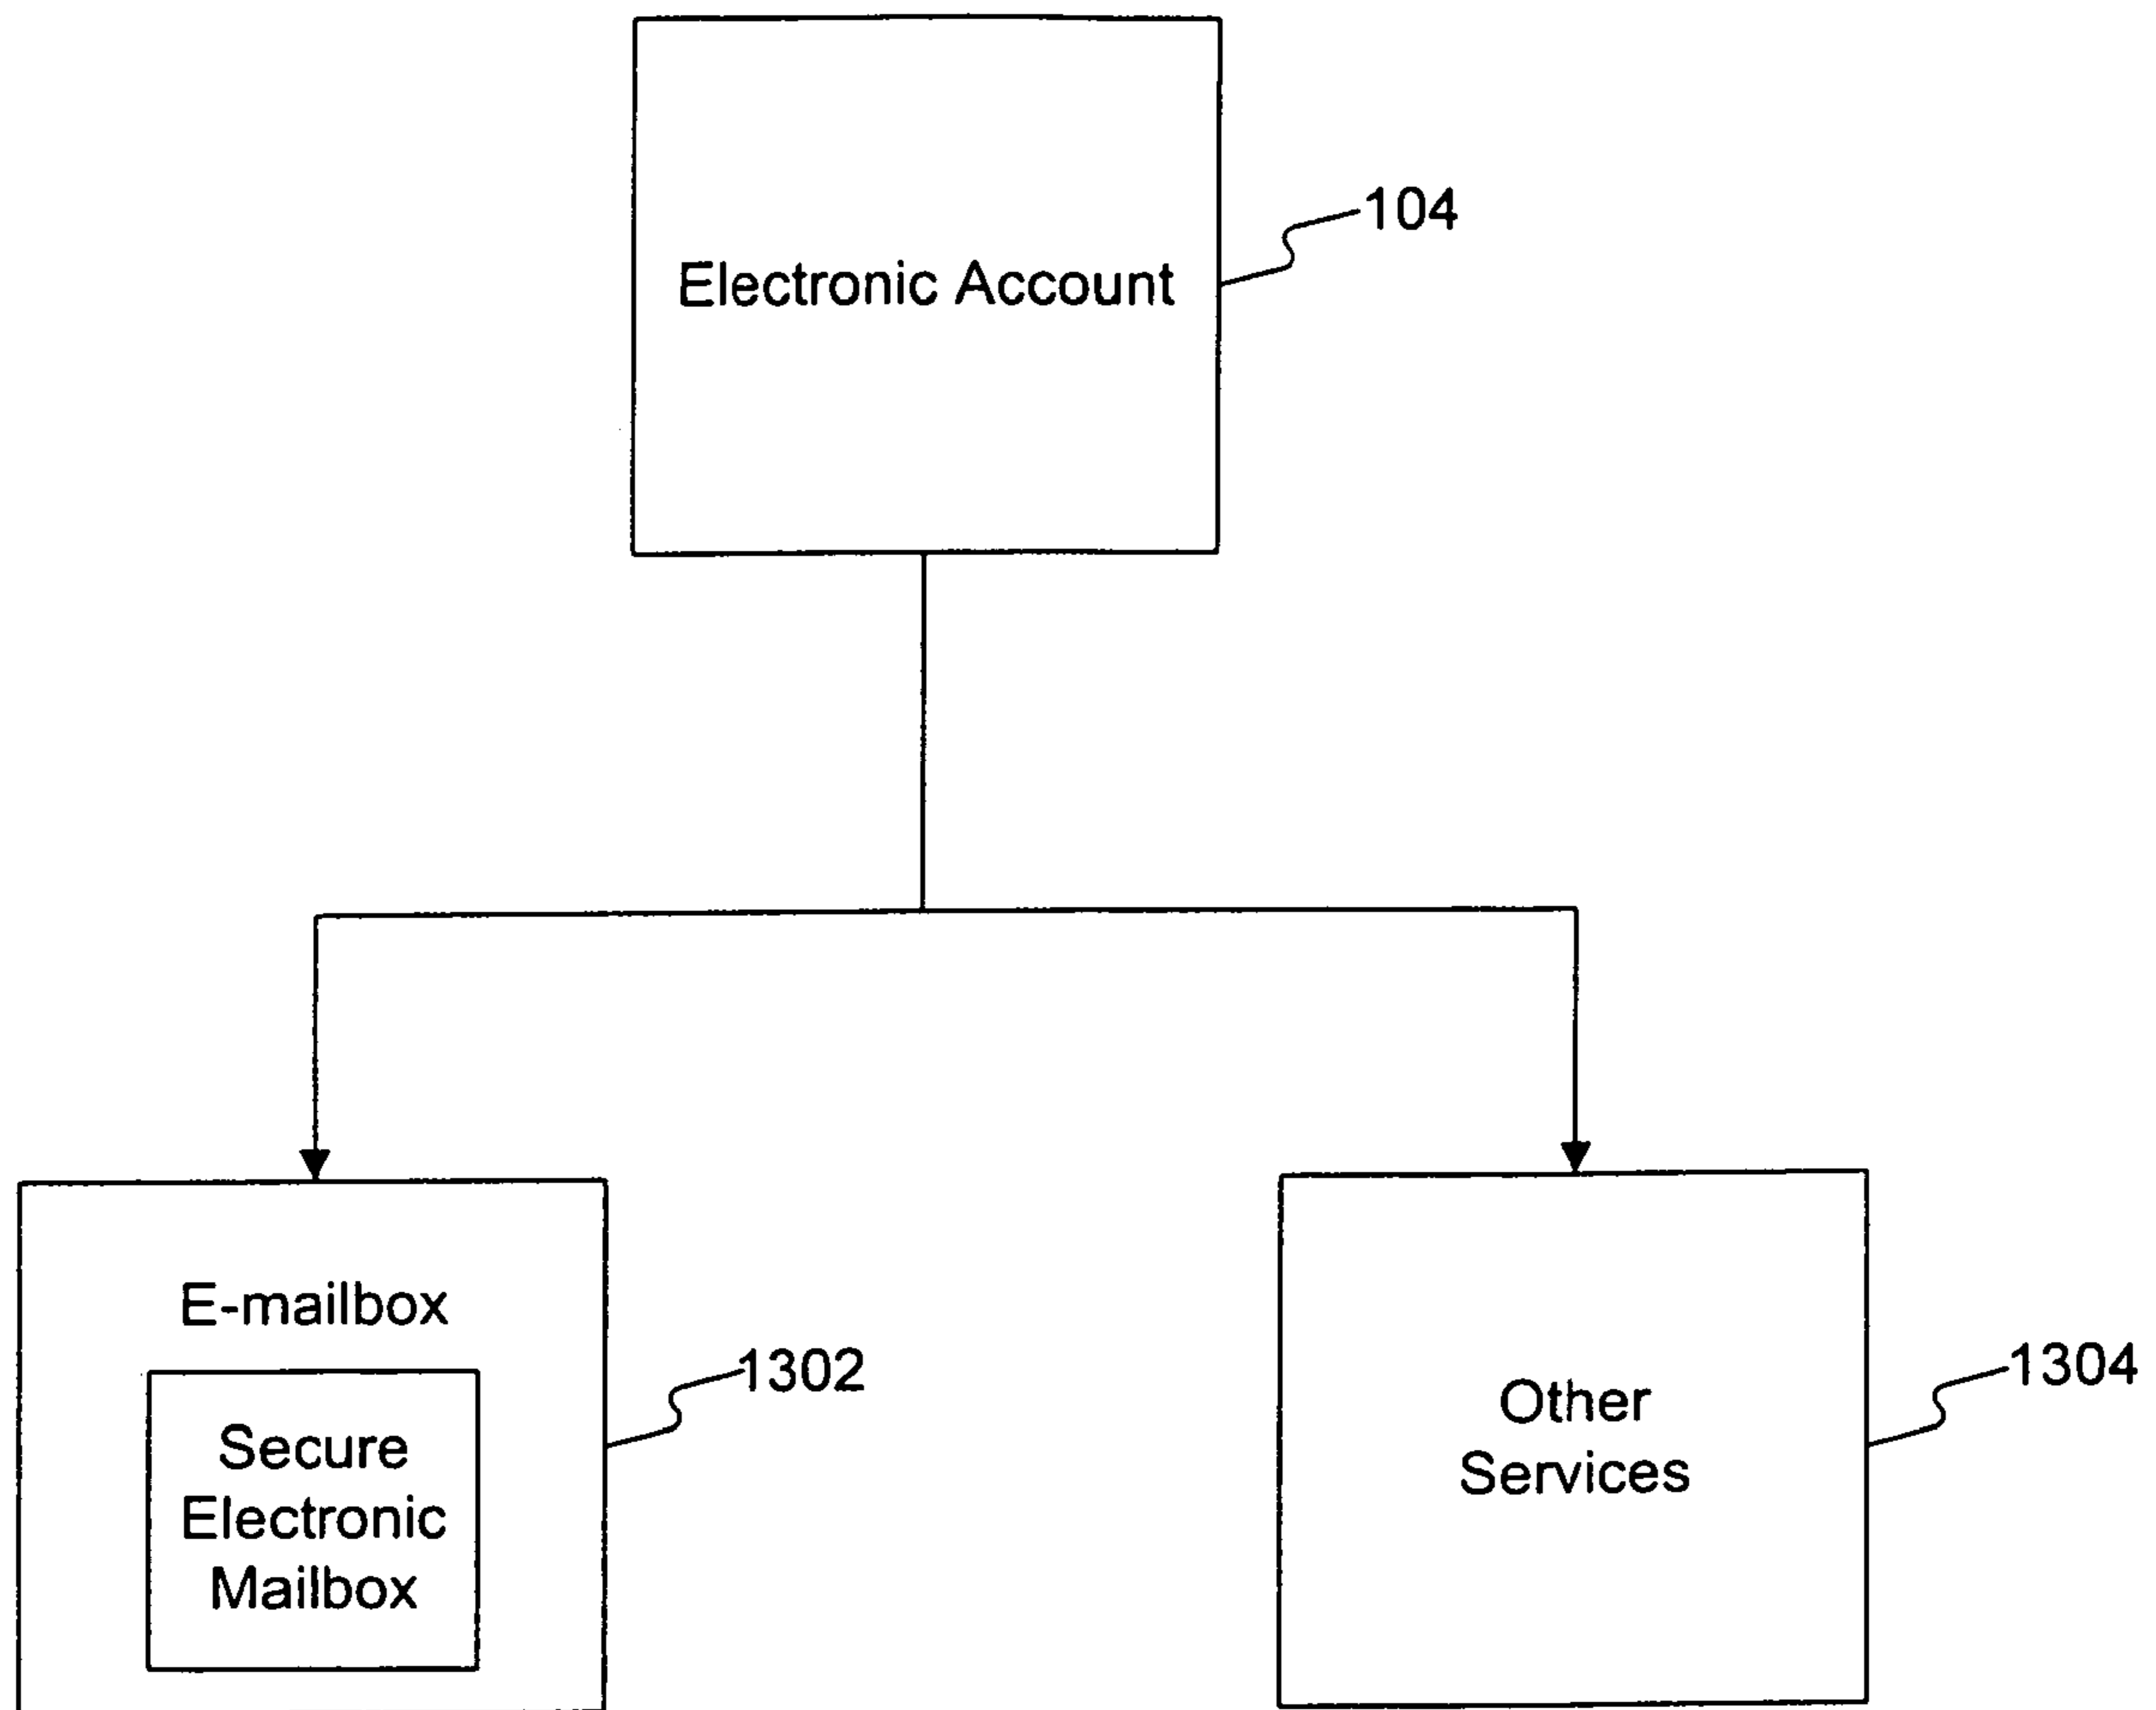 104
Electronic Account
E-mailbox
1302
1304
Other
Services
Secure
Electronic
Mailbox